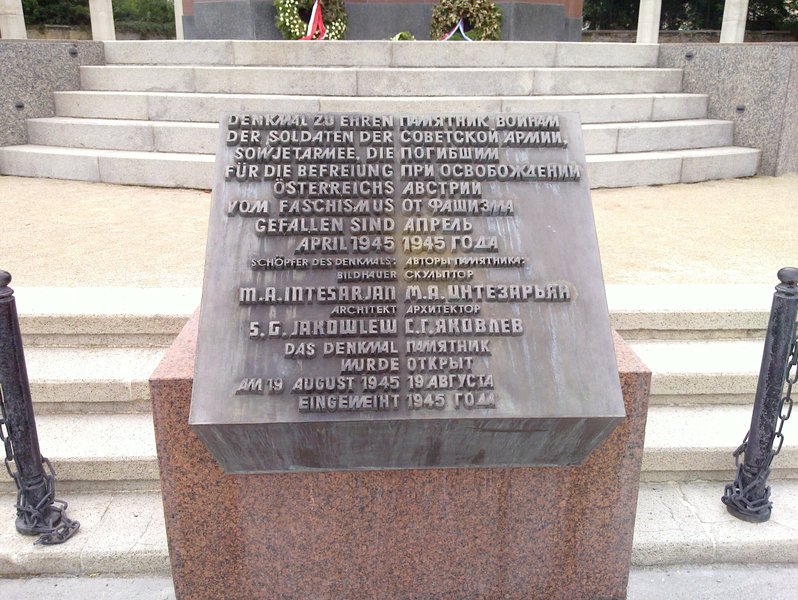 DENKMAL ZU EHREN ПАМЯТНИК ВОИНАМ
DER SOLDATEN DER СОВЕТСКОЙ АРМИИ,
SOWJETARMEE, DIE ПОГИБШИМ
FÜR DIE BEFREIUNG ПРИ ОСВОБОЖДЕНИИ
ÖSTERREICHS АВСТРИИ
VOM FASCHISMUS ОТ ФАШИЗМА
GEFALLEN SIND АПРЕЛЬ
APRIL 1945 1945 ГОДА
SCHÖPFER DES DENKMALS: АВТОРЫ ПАМЯТНИКА:
BILDHAUER СКУЛЬПТОР
M.A. INTESARJAN М.А. ИНТЕЗАРЬЯН
ARCHITEKT АРХИТЕКТОР
S.G. JAKOWLEW С.Г. ЯКОВЛЕВ
DAS DENKMAL ПАМЯТНИК
WURDE ОТКРЫТ
AM 19 AUGUST 1945 19 АВГУСТА
EINGEWEIHT 1945 ГОДА